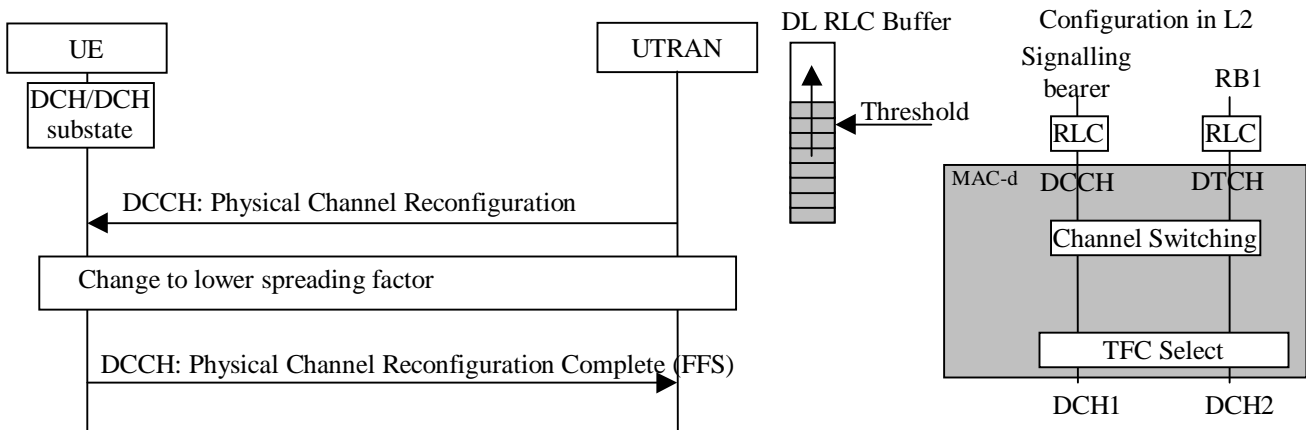 DL RLC Buffer
Configuration in L2
UE
UTRAN
Signalling
bearer
RB1
DCH/DCH
substate
Threshold
RLC
RLC
MAC-d
DCCH
DTCH
DCCH: Physical Channel Reconfiguration
Channel Switching
Change to lower spreading factor
TFC Select
DCCH: Physical Channel Reconfiguration Complete (FFS)
DCH1
DCH2